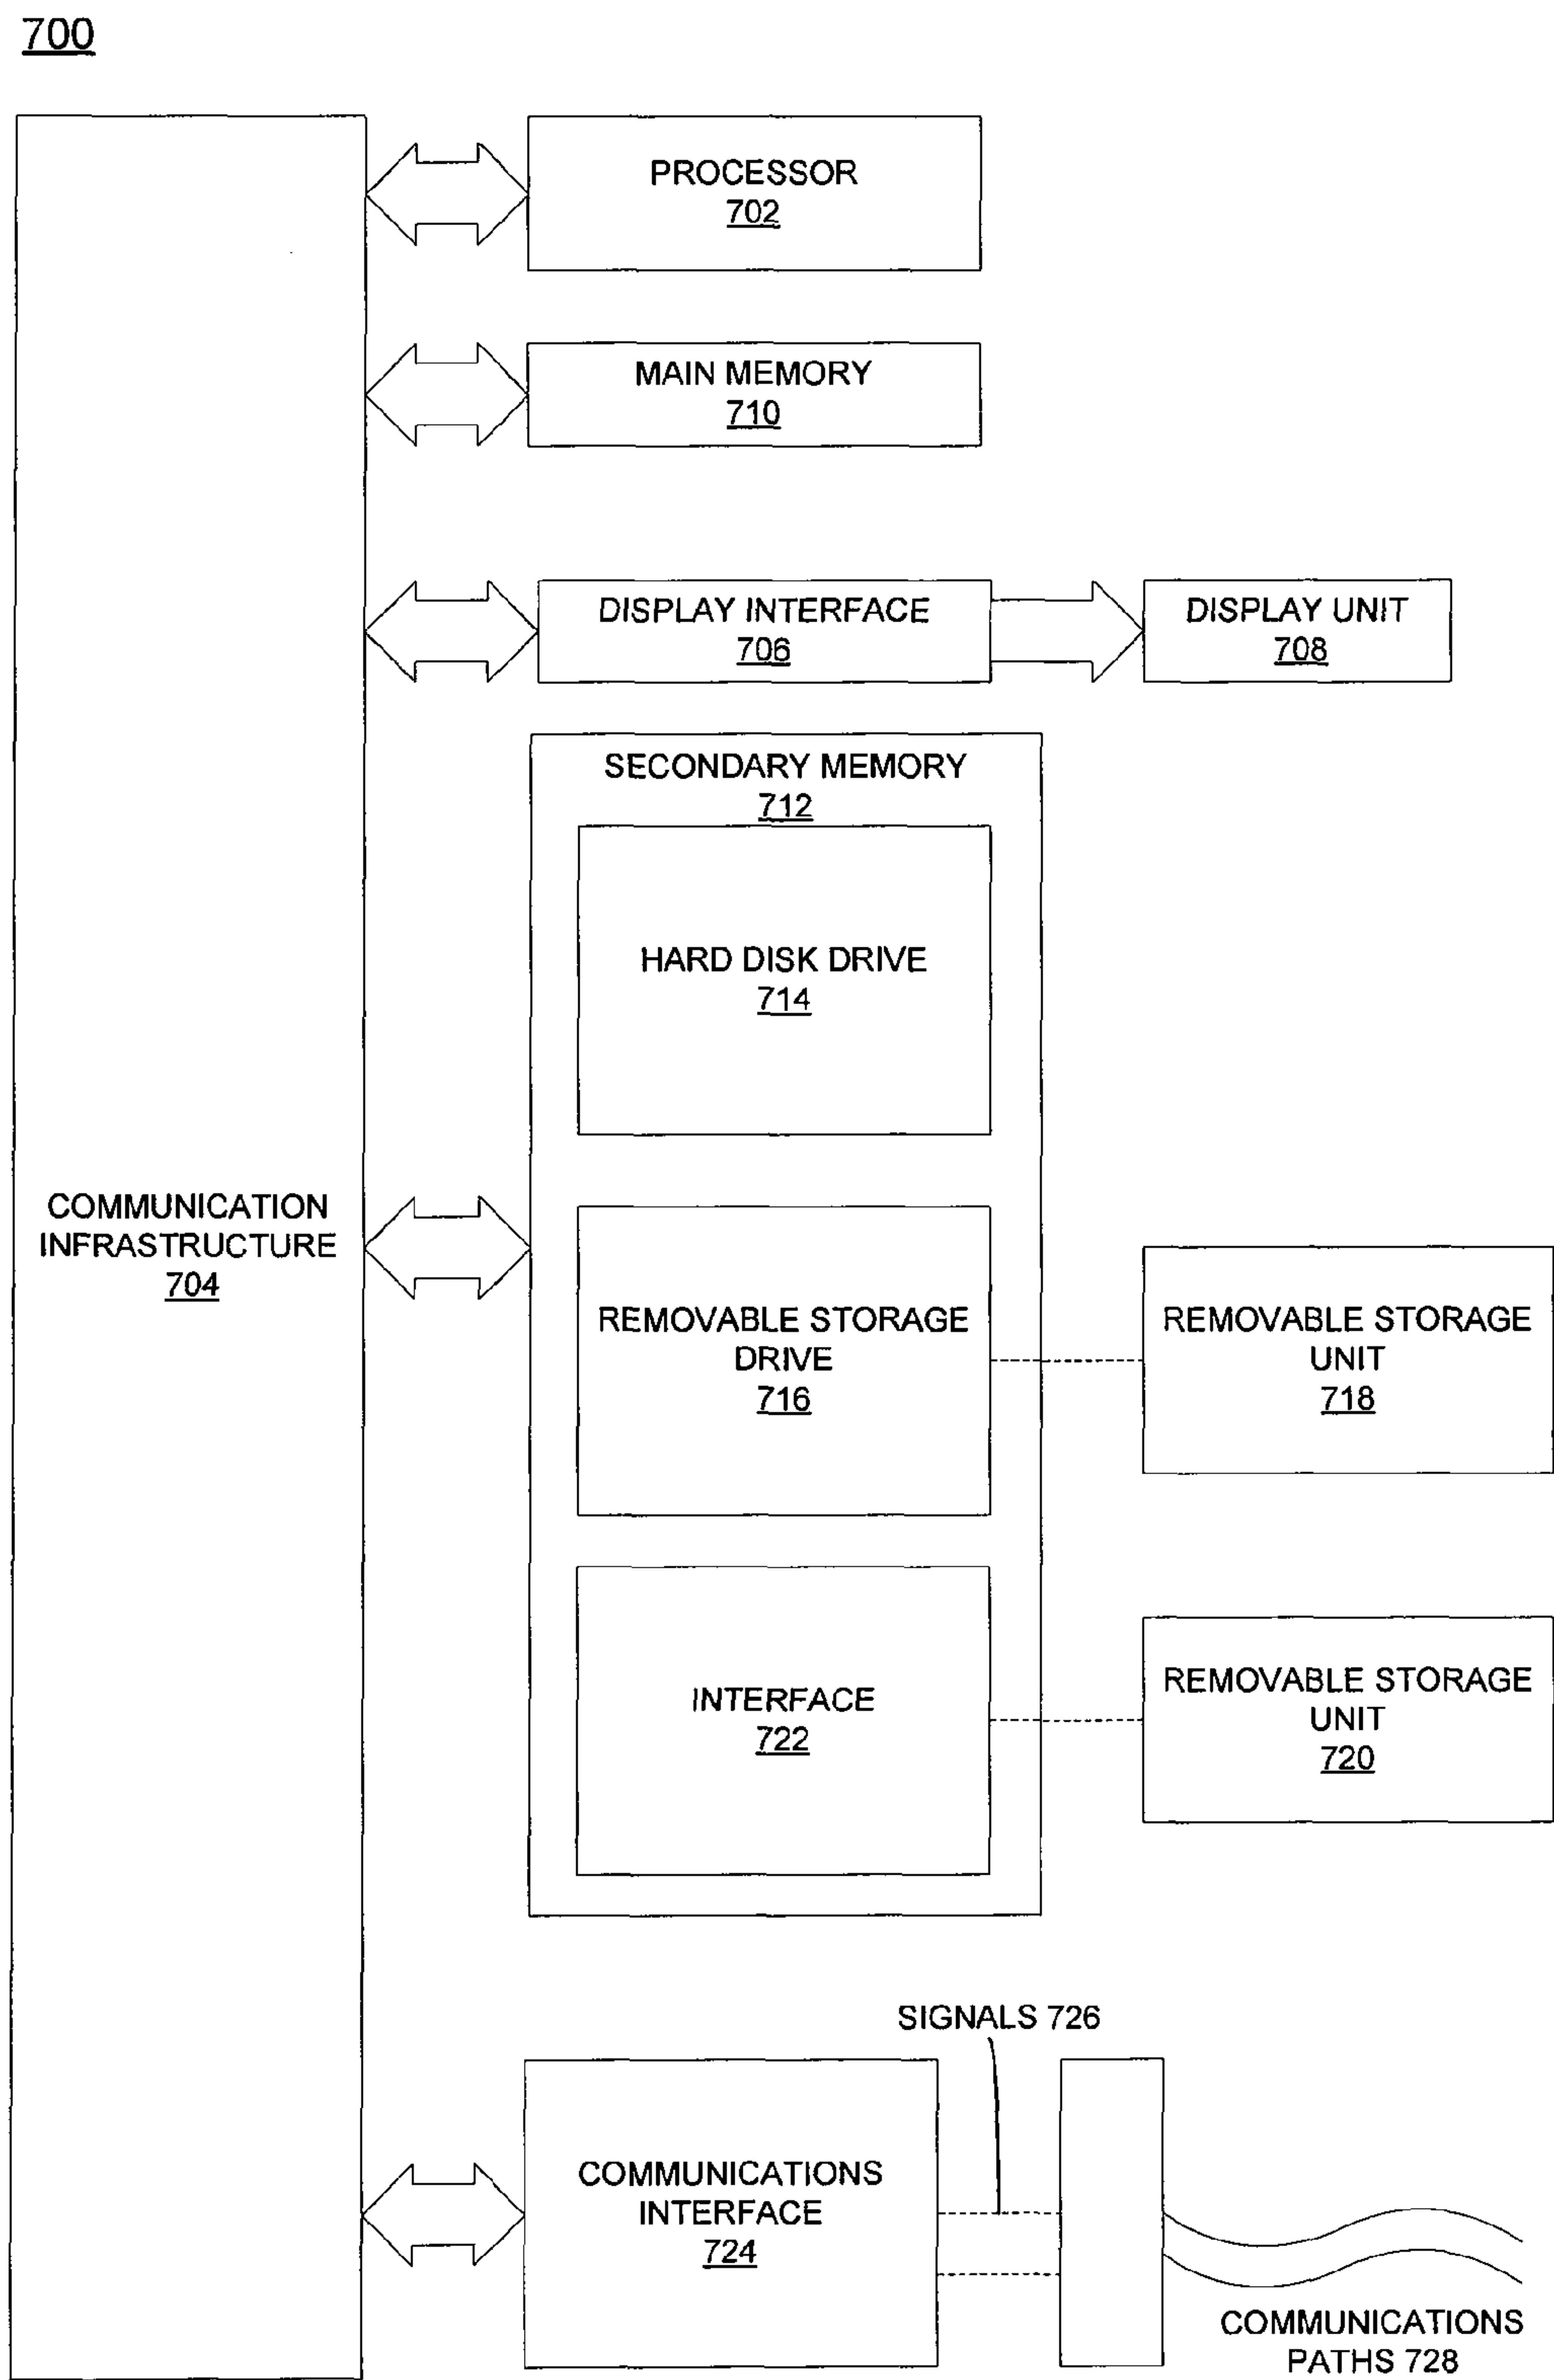 700
PROCESSOR
702
MAIN MEMORY
710
DISPLAY INTERFACE
706
DISPLAY UNIT
708
SECONDARY MEMORY
712
HARD DISK DRIVE
714
COMMUNICATION
INFRASTRUCTURE
704
REMOVABLE STORAGE
DRIVE
716
REMOVABLE STORAGE
UNIT
718
INTERFACE
722
REMOVABLE STORAGE
UNIT
720
SIGNALS 726
COMMUNICATIONS
INTERFACE
724
COMMUNICATIONS
PATHS 728